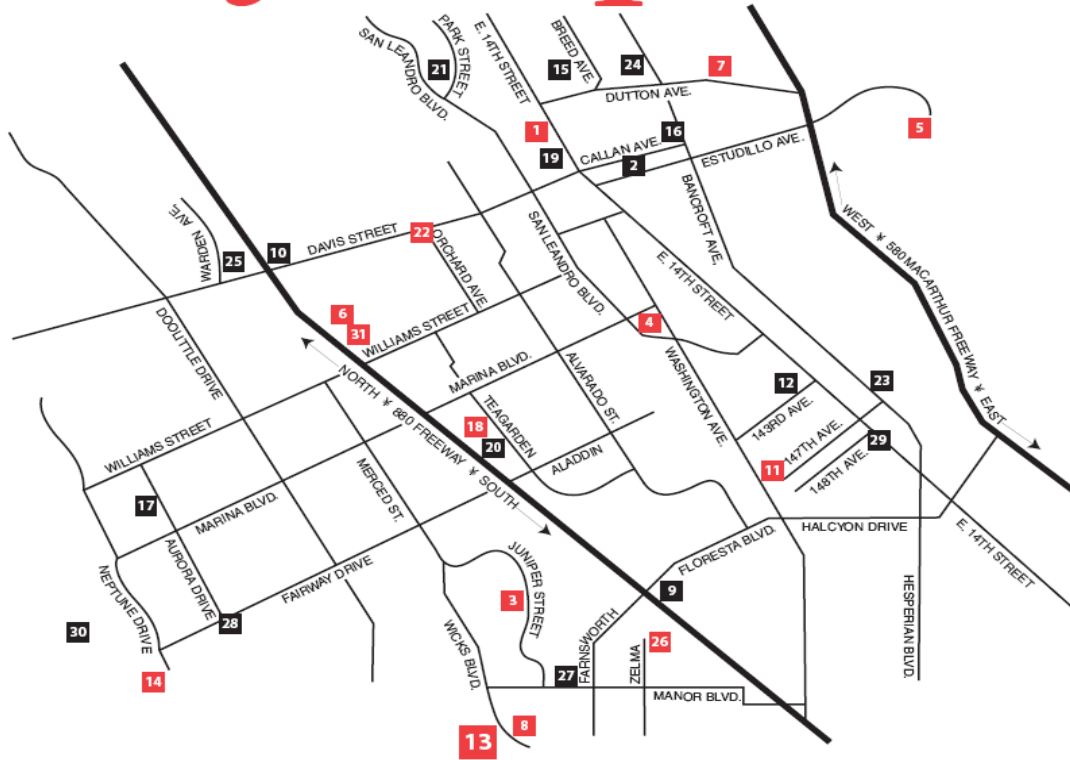 PARK STREET
SAN LEANDRO BLVD.
E. 14TH STREET
BREED AVE.
21
15
24
7
DUTTON AVE.
1
16
5
19
CALLAN AVE.
2
ESTUDILLO AVE.
BANCROFT AVE.
WARDEN AVE.
25
10
DAVIS STREET
22
ORCHARD AVE.
SAN LEANDRO BLVD.
WEST ¥ 580 MACARTHUR FREEWAY ¥ EAST
E. 14TH STREET
6
31
WILLIAMS STREET
4
DOOUTTLE DRIVE
NORTH ¥ 880 FREEWAY ¥ SOUTH
MARINA BLVD.
ALVARADO ST.
WASHINGTON AVE.
12
143RD AVE.
23
TEAGARDEN
18
20
ALADDIN
147TH AVE.
29
11
148TH AVE.
WILLIAMS STREET
17
MARINA BLVD.
MERCED ST.
HALCYON DRIVE
E. 14TH STREET
FLORESTA BLVD.
NEPTUNE DRIVE
AURORA DRIVE
FAIRWAY DRIVE
JUNIPER STREET
3
9
HESPERIAN BLVD.
30
28
14
WICKS BLVD.
27
FARNSWORTH
ZELMA
26
MANOR BLVD.
13
8